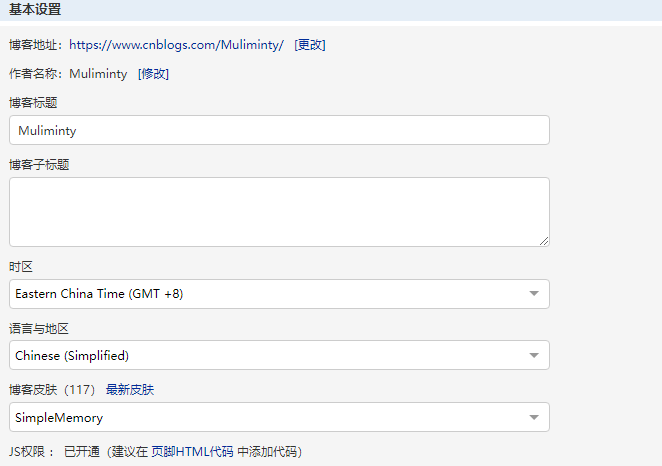 基本设置
博客地址：https://www.cnblogs.com/Muliminty/ [更改]
作者名称：Muliminty [修改]
博客标题
Muliminty
博客子标题
时区
Eastern China Time (GMT +8)
语言与地区
Chinese (Simplified)
博客皮肤（117） 最新皮肤
SimpleMemory
JS权限： 已开通（建议在 页脚HTML代码 中添加代码）